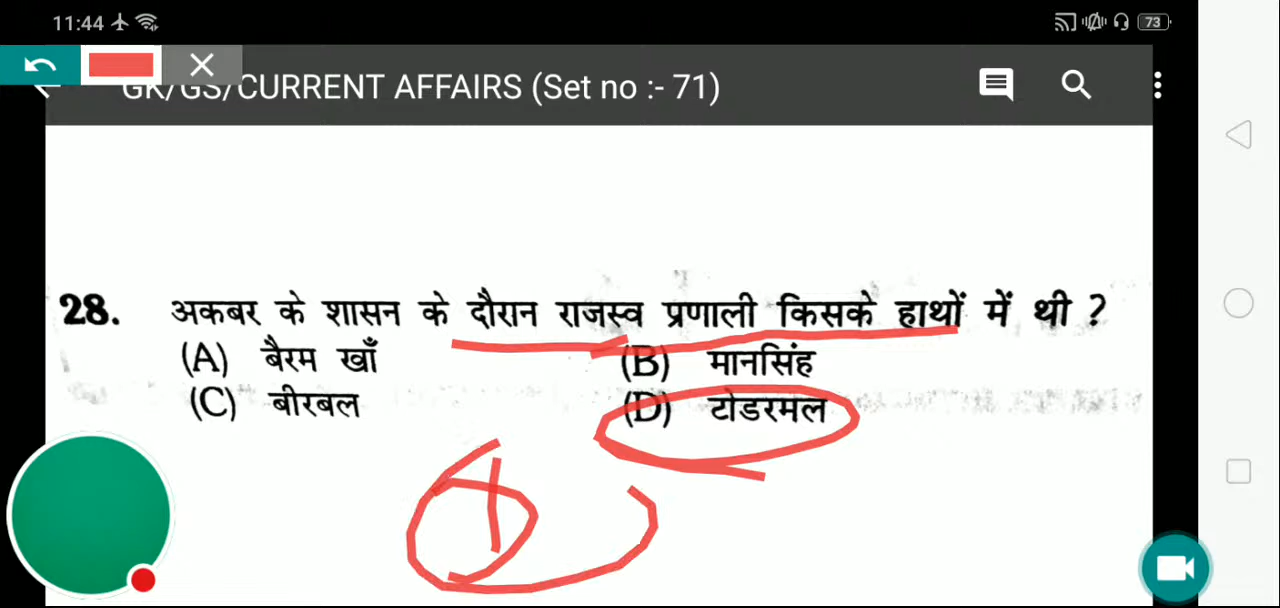 11:44
73
GK/GS/CURRENT AFFAIRS (Set no :- 71)
28. अकबर के शासन के दौरान राजस्व प्रणाली किसके हाथों में थी ?
(A) बैरम खाँ (B) मानसिंह
(C) बीरबल (D) टोडरमल